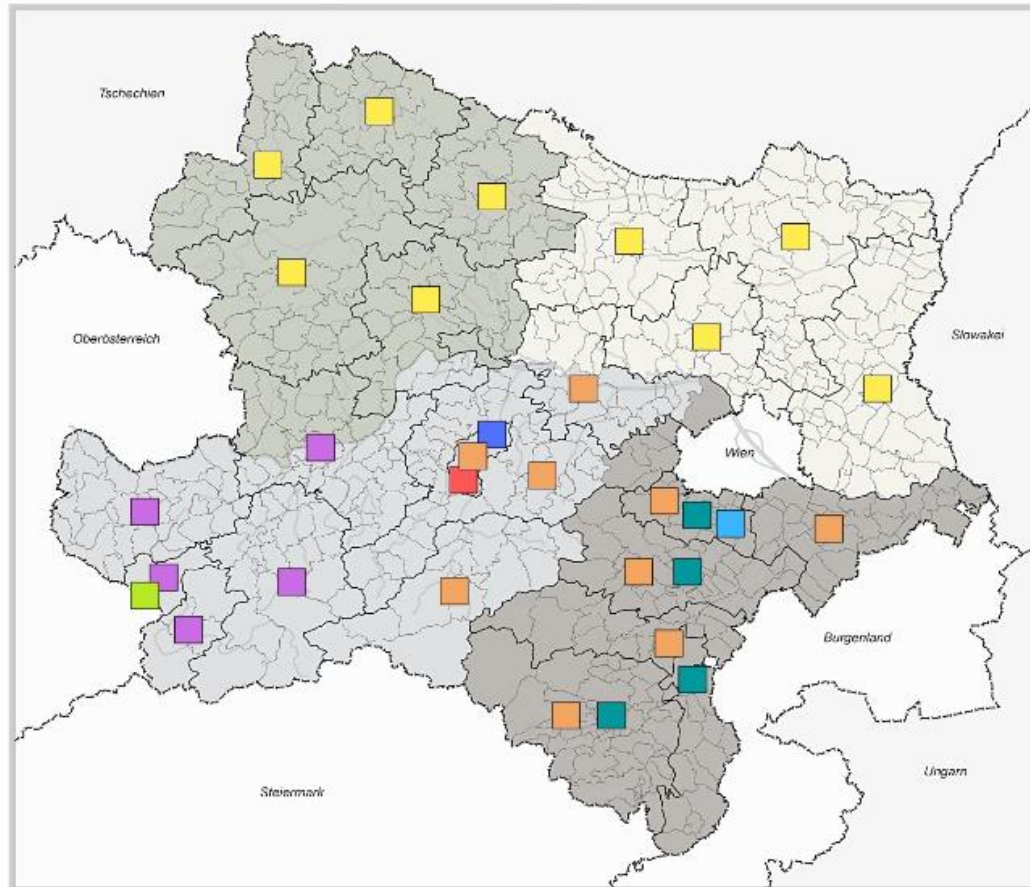 Tschechien
Oberösterreich
Slowakei
Wien
Burgenland
Ungarn
Steiermark